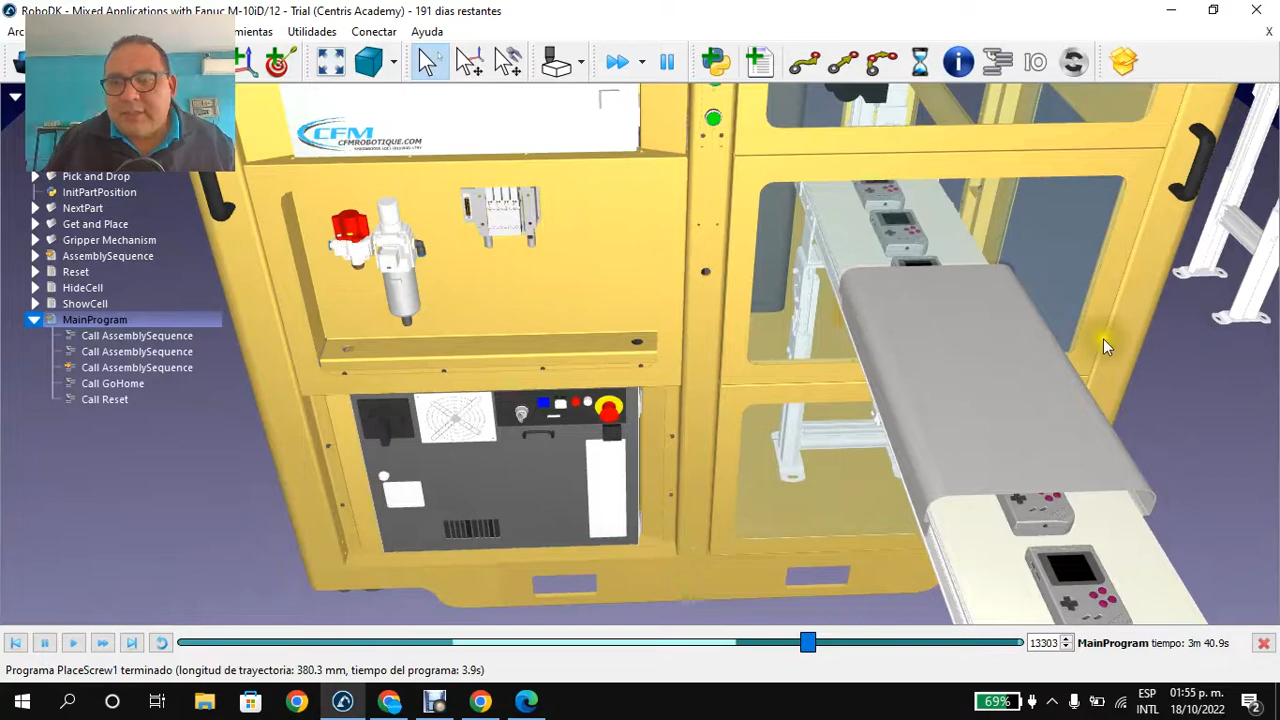 RoboDK - Mixed Applications with Fanuc M-10iD/12 - Trial (Centris Academy) - 191 dias restantes
Utilidades Conectar Ayuda
X
IO
CFM
CFMROBOTIQUE.COM
Pick and Drop
InitPartPosition
NextPart
Get and Place
Gripper Mechanism
AssemblySequence
Reset
HideCell
ShowCell
MainProgram
Call AssemblySequence
Call AssemblySequence
Call AssemblySequence
Call GoHome
Call Reset
13303 MainProgram tiempo: 3m 40.9s
Programa PlaceScrew1 terminado (longitud de trayectoria: 380.3 mm, tiempo del programa: 3.9s)
69%
ESP
INTL
01:55 p. m.
18/10/2022
2